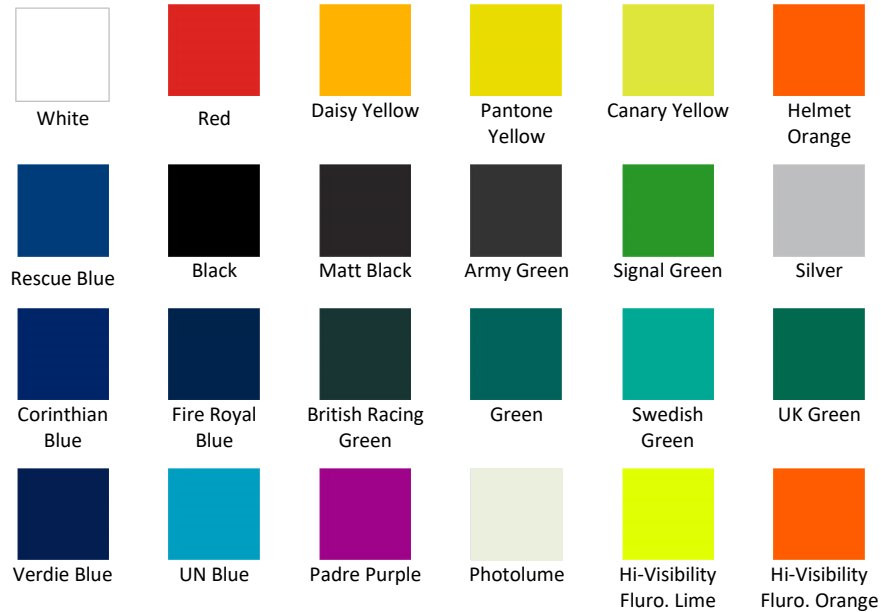 White
Red
Daisy Yellow
Pantone
Yellow
Canary Yellow
Helmet
Orange
Rescue Blue
Black
Matt Black
Army Green
Signal Green
Silver
Corinthian
Blue
Fire Royal
Blue
British Racing
Green
Green
Swedish
Green
UK Green
Verdie Blue
UN Blue
Padre Purple
Photolume
Hi-Visibility
Fluro. Lime
Hi-Visibility
Fluro. Orange